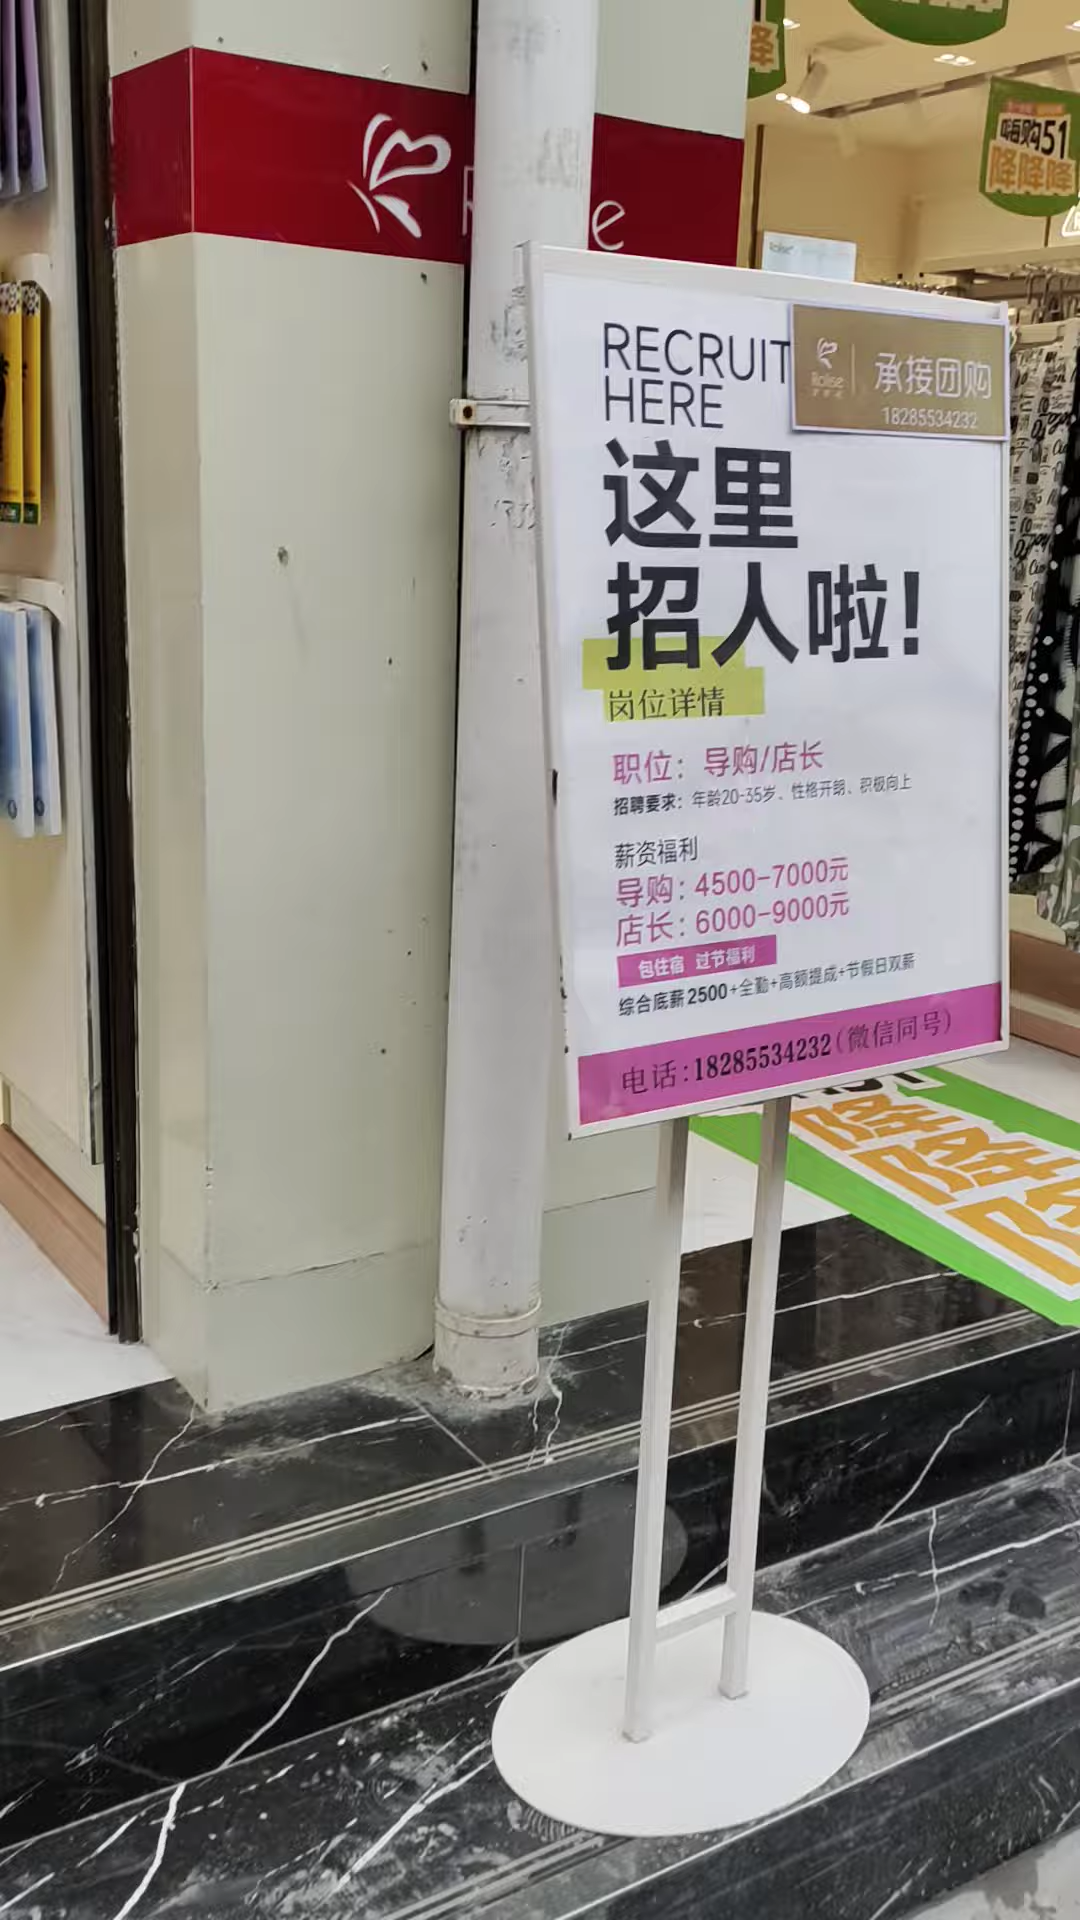 嗨购51
降降降
RECRUIT
HERE
承接团购
18285534232
这里
招人啦！
岗位详情
职位：导购/店长
招聘要求：年龄20-35岁、性格开朗、积极向上
薪资福利
导购：4500-7000元
店长：6000-9000元
包住宿 过节福利
综合底薪2500+全勤+高额提成+节假日双薪
电话:18285534232(微信同号)